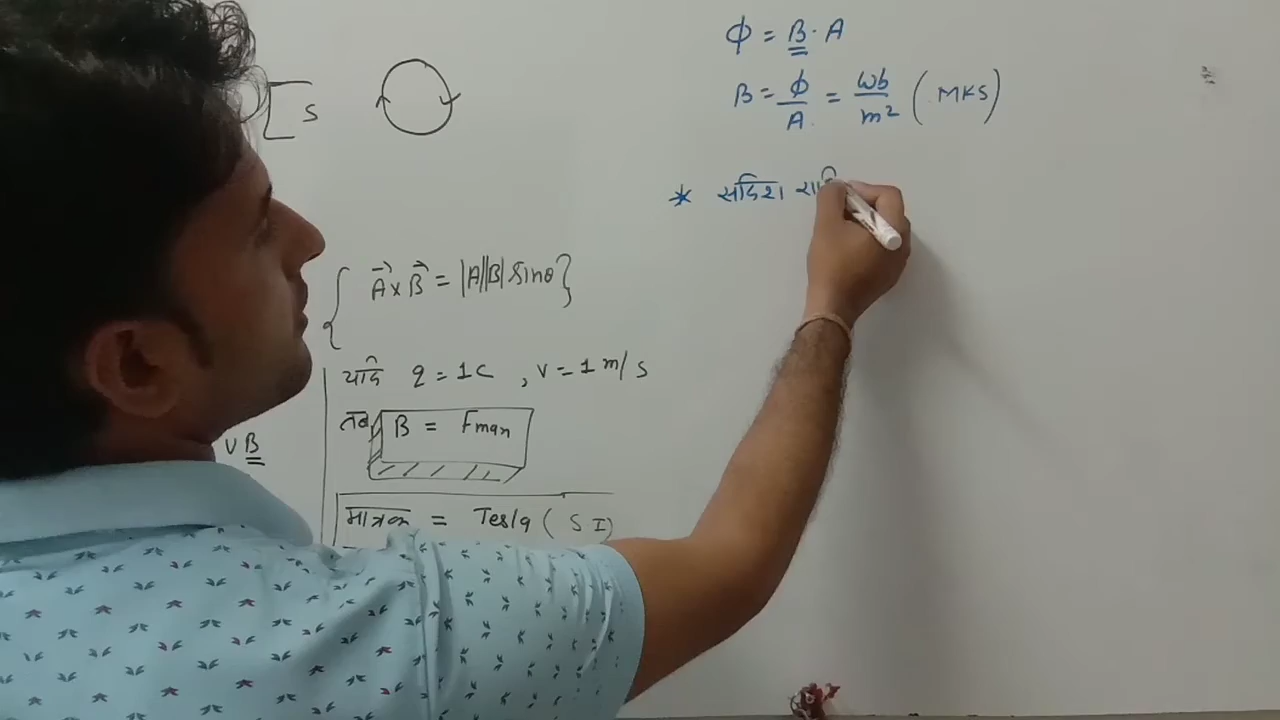 S
A⃗ x B⃗ = |A||B| Sinθ}
यदि q = 1C , v = 1 m/s
v B
तब B = Fmax
मात्रक = Tesla ( S I )
Φ = B · A
B = Φ/A = Wb/m² ( MKS )
* सदिश राशि